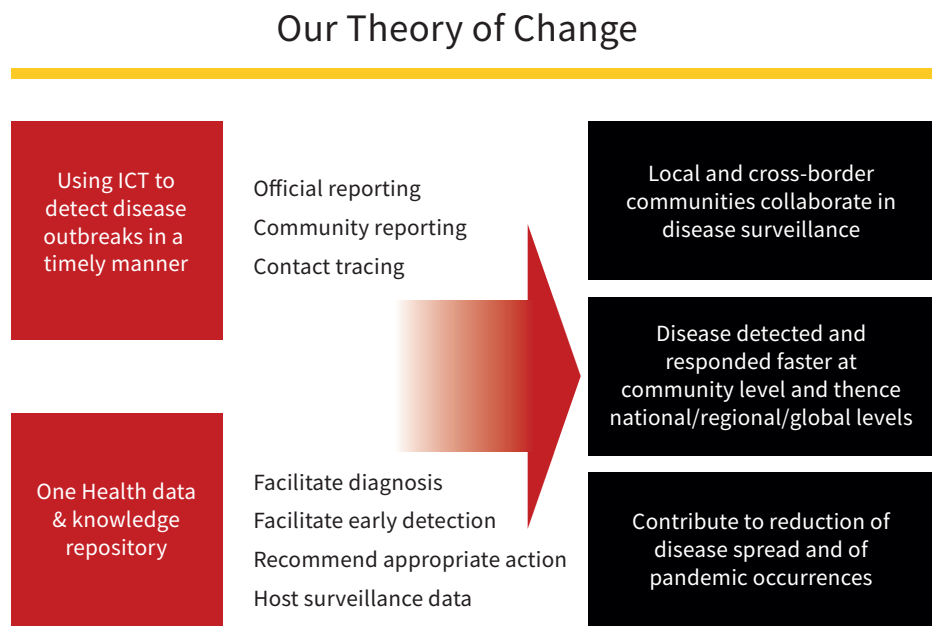 Our Theory of Change
Using ICT to
detect disease
outbreaks in a
timely manner
Official reporting
Community reporting
Contact tracing
One Health data
& knowledge
repository
Facilitate diagnosis
Facilitate early detection
Recommend appropriate action
Host surveillance data
Local and cross-border
communities collaborate in
disease surveillance
Disease detected and
responded faster at
community level and thence
national/regional/global levels
Contribute to reduction of
disease spread and of
pandemic occurrences